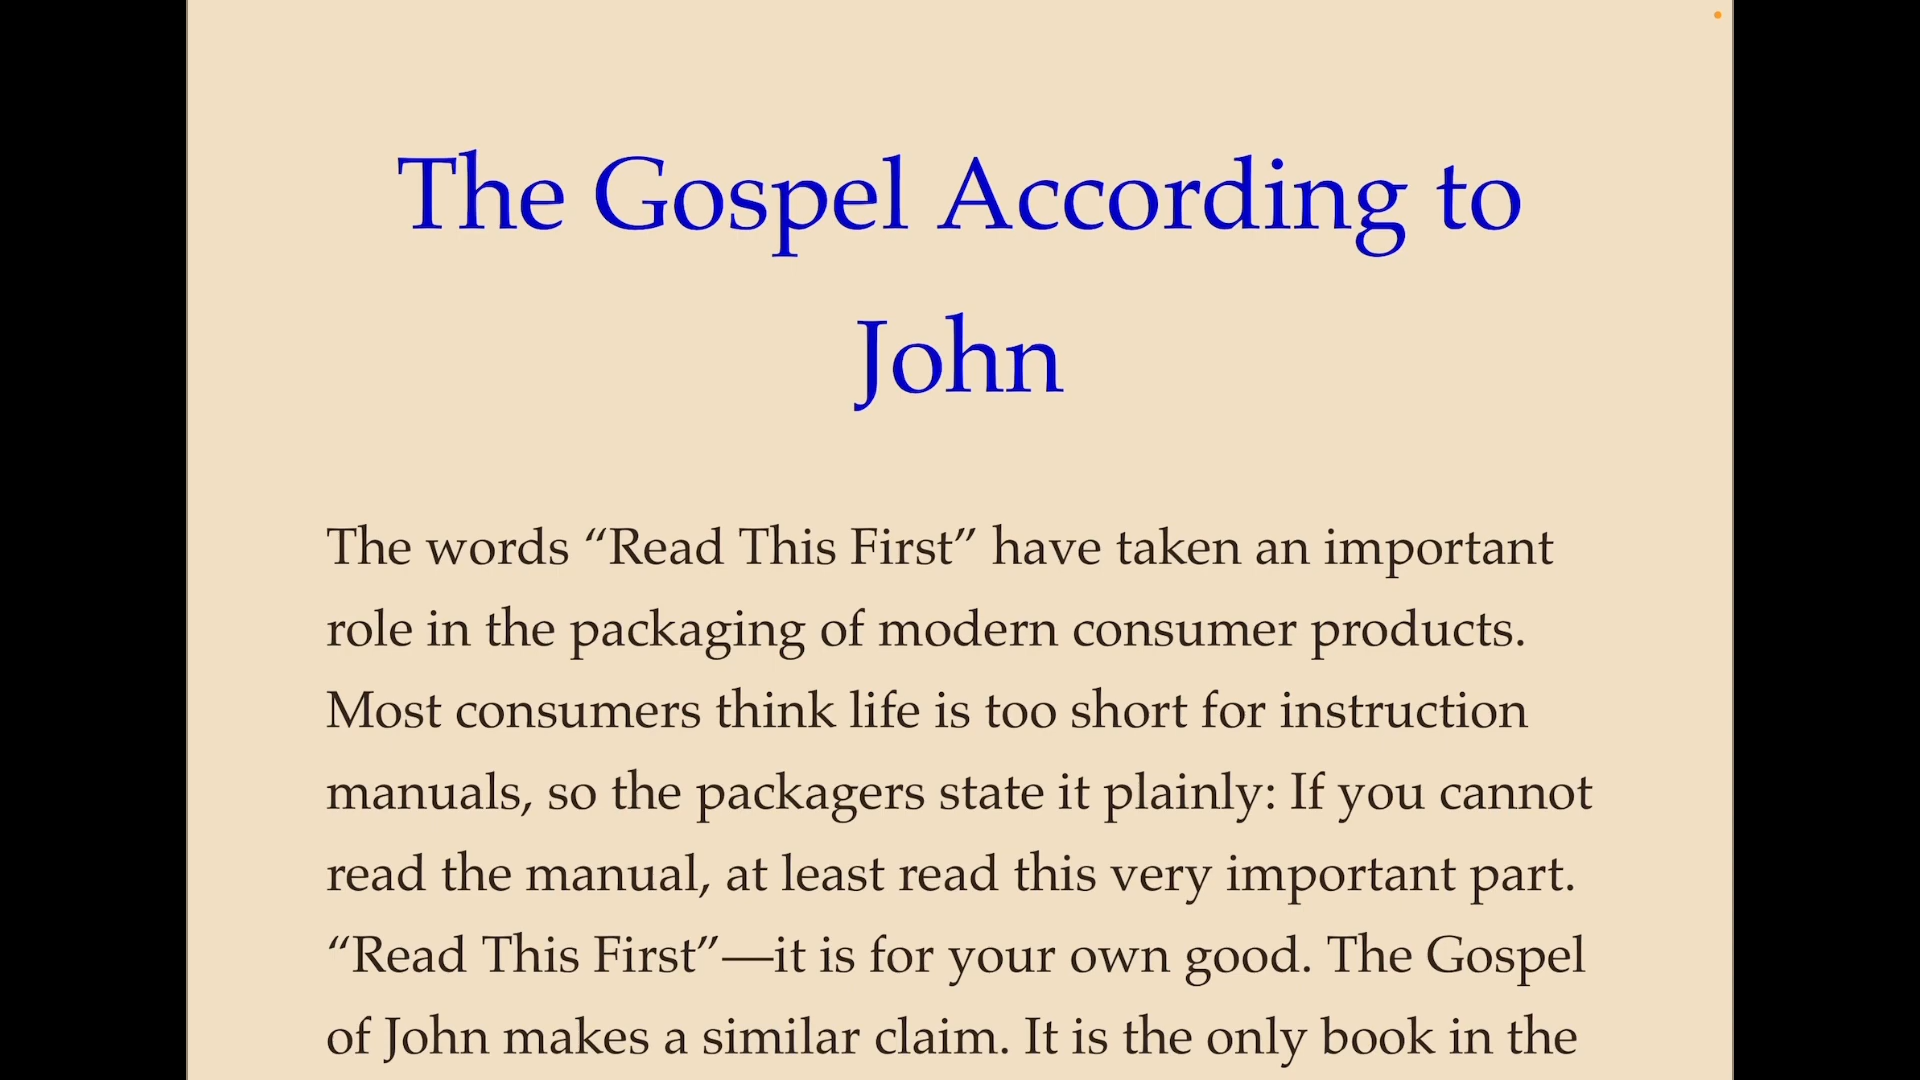 The Gospel According to
John
The words “Read This First” have taken an important
role in the packaging of modern consumer products.
Most consumers think life is too short for instruction
manuals, so the packagers state it plainly: If you cannot
read the manual, at least read this very important part.
“Read This First”—it is for your own good. The Gospel
of John makes a similar claim. It is the only book in the